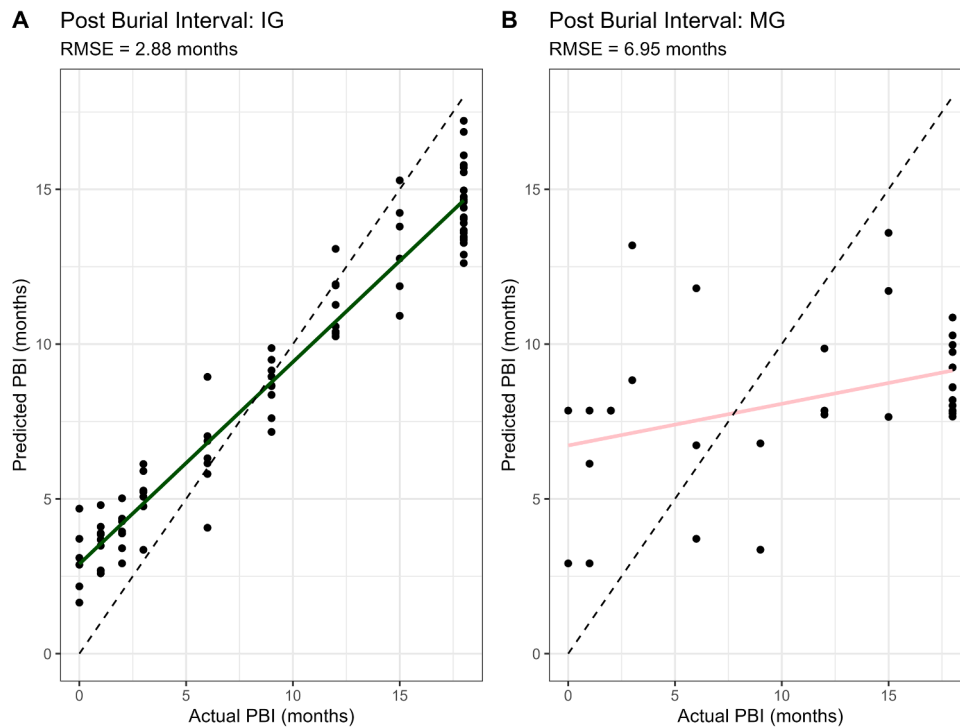 A Post Burial Interval: IG
RMSE = 2.88 months
Predicted PBI (months)
15
10
5
0
0 5 10 15
Actual PBI (months)
B Post Burial Interval: MG
RMSE = 6.95 months
Predicted PBI (months)
15
10
5
0
0 5 10 15
Actual PBI (months)